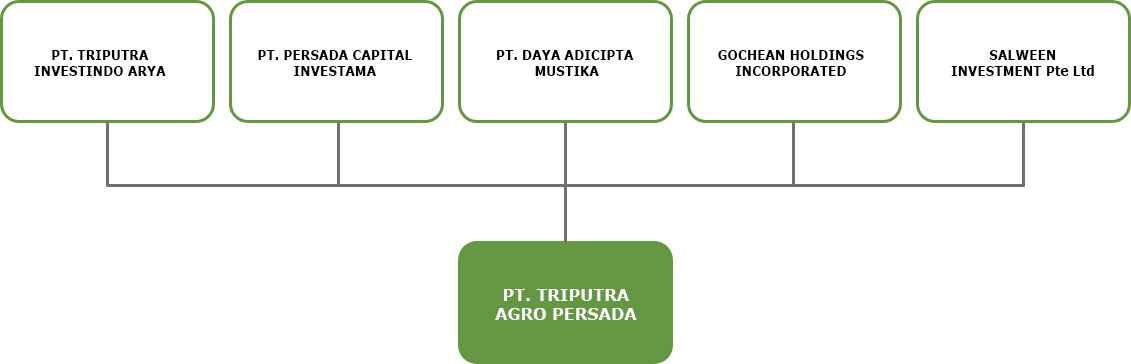 PT. TRIPUTRA
INVESTINDO ARYA
PT. PERSADA CAPITAL
INVESTAMA
PT. DAYA ADICIPTA
MUSTIKA
GOCHEAN HOLDINGS
INCORPORATED
SALWEEN
INVESTMENT Pte Ltd
PT. TRIPUTRA
AGRO PERSADA